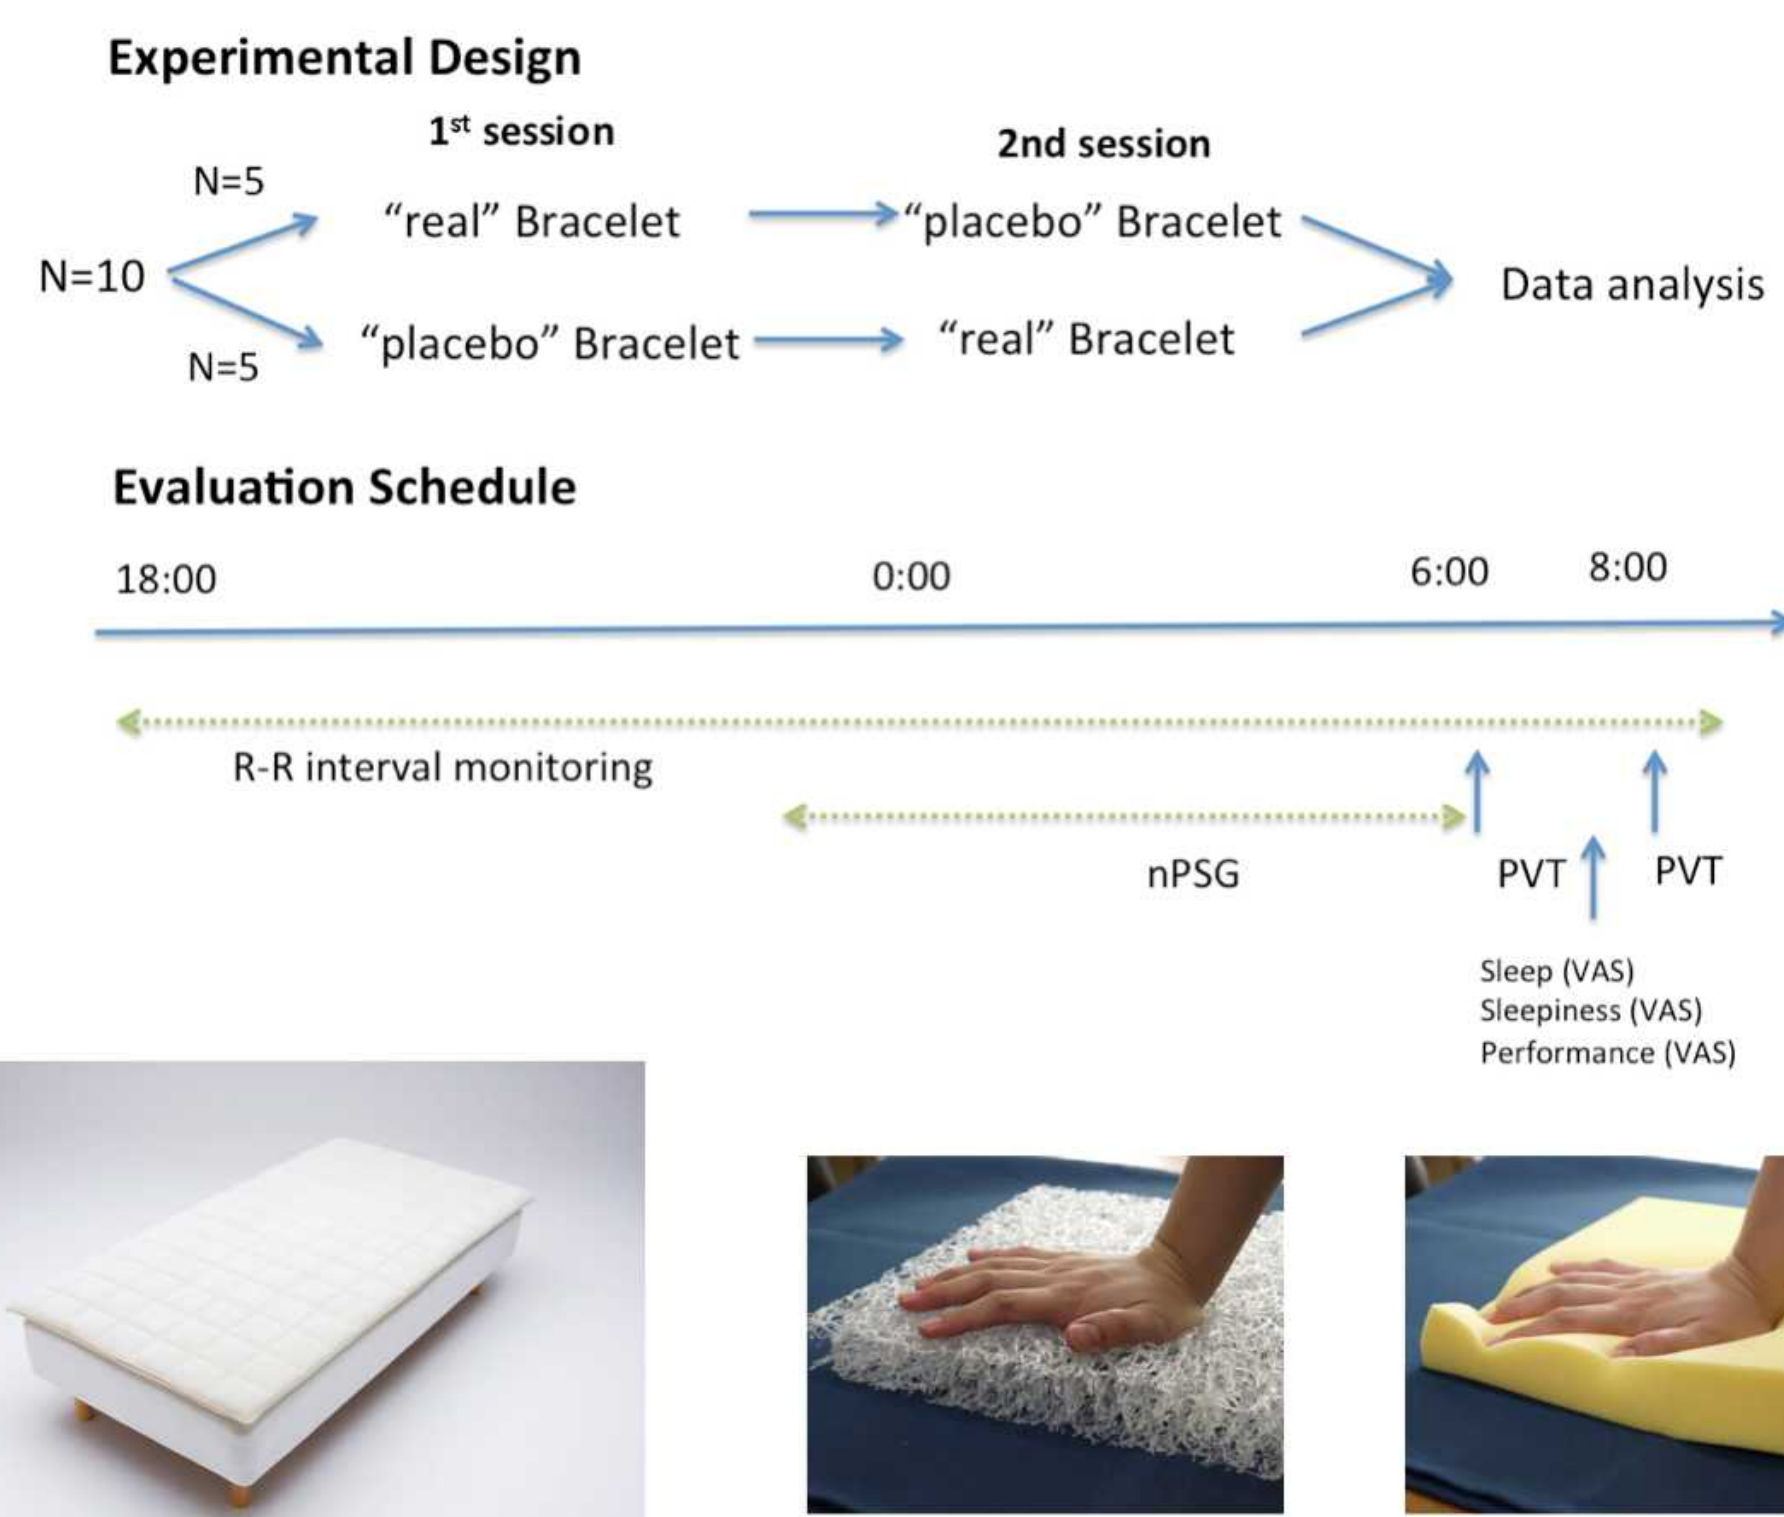 Experimental Design
1st session
2nd session
N=5
“real” Bracelet
“placebo” Bracelet
N=10
Data analysis
“placebo” Bracelet
“real” Bracelet
N=5
Evaluation Schedule
18:00
0:00
6:00
8:00
R-R interval monitoring
nPSG
PVT
PVT
Sleep (VAS)
Sleepiness (VAS)
Performance (VAS)